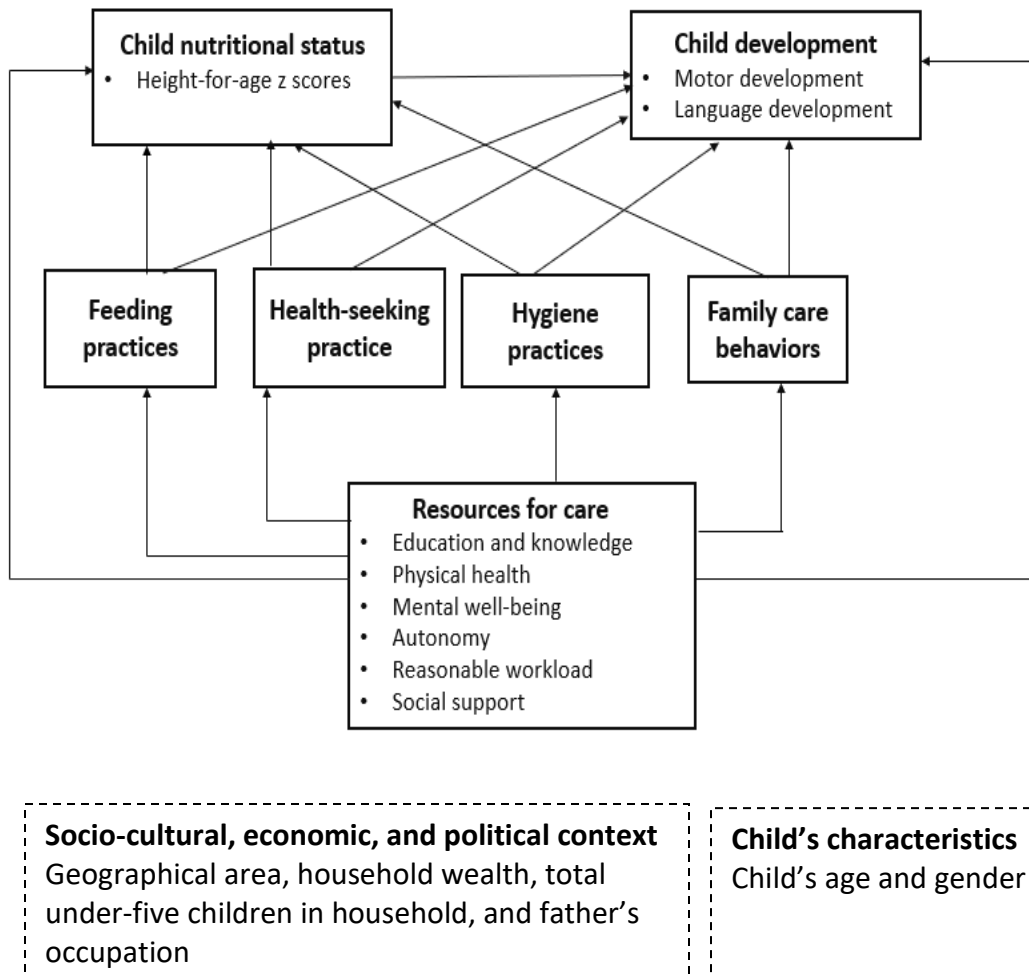 Child nutritional status
• Height-for-age z scores
Child development
• Motor development
• Language development
Feeding
practices
Health-seeking
practice
Hygiene
practices
Family care
behaviors
Resources for care
• Education and knowledge
• Physical health
• Mental well-being
• Autonomy
• Reasonable workload
• Social support
Socio-cultural, economic, and political context
Geographical area, household wealth, total
under-five children in household, and father’s
occupation
Child’s characteristics
Child’s age and gender